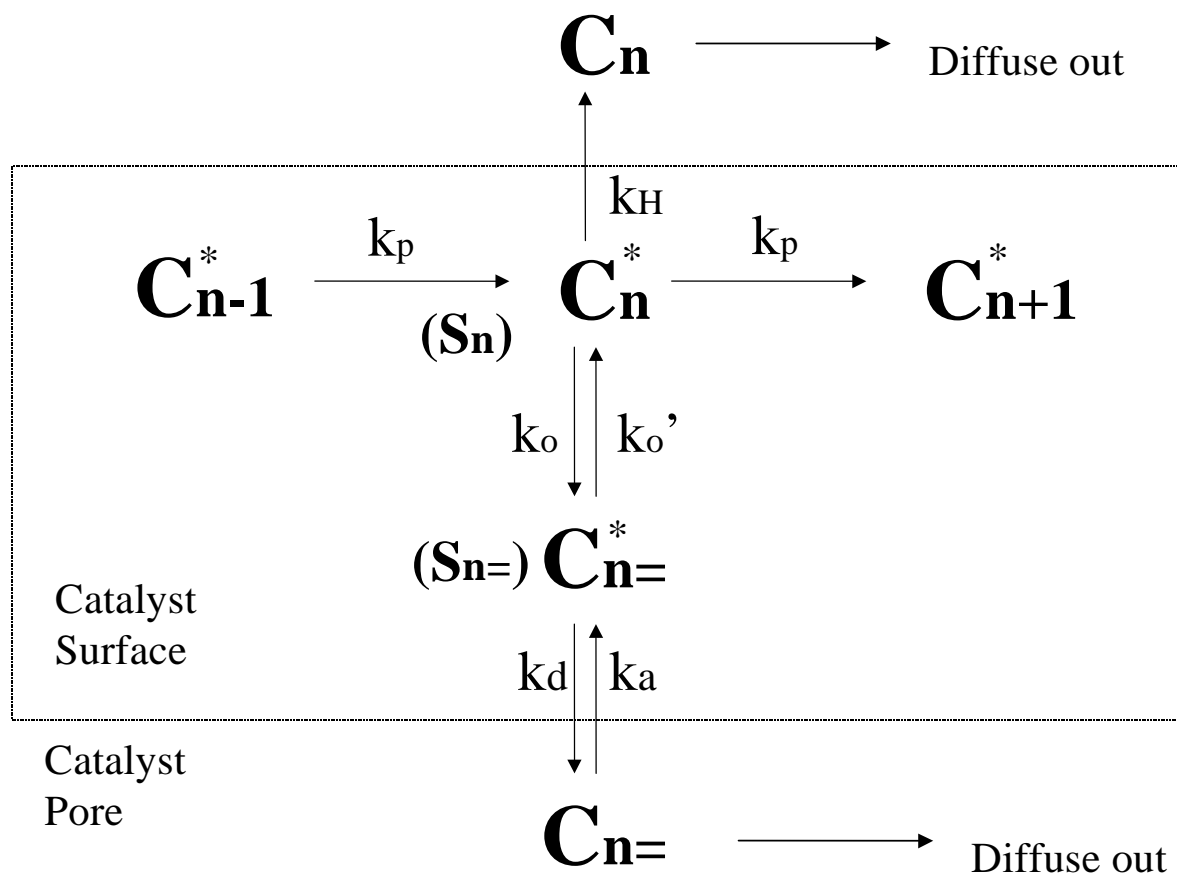 Cn
Diffuse out
kH
kp
kp
C*n-1
C*n
C*n+1
(Sn)
ko
ko’
(Sn=) C*n=
Catalyst
Surface
kd
ka
Catalyst
Pore
Cn=
Diffuse out